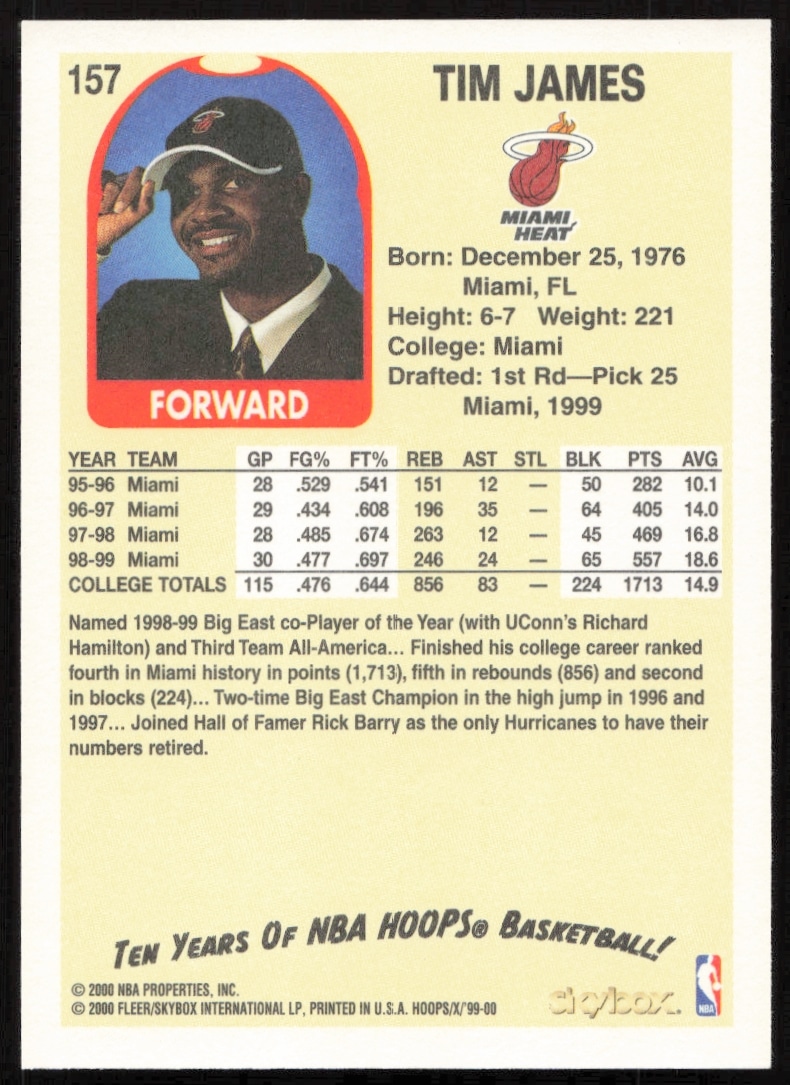 157
TIM JAMES
MIAMI
HEAT
Born: December 25, 1976
Miami, FL
Height: 6-7 Weight: 221
College: Miami
Drafted: 1st Rd—Pick 25
Miami, 1999
FORWARD
YEAR TEAM GP FG% FT% REB AST STL BLK PTS AVG
95-96 Miami 28 .529 .541 151 12 — 50 282 10.1
96-97 Miami 29 .434 .608 196 35 — 64 405 14.0
97-98 Miami 28 .485 .674 263 12 — 45 469 16.8
98-99 Miami 30 .477 .697 246 24 — 65 557 18.6
COLLEGE TOTALS 115 .476 .644 856 83 — 224 1713 14.9
Named 1998-99 Big East co-Player of the Year (with UConn's Richard
Hamilton) and Third Team All-America... Finished his college career ranked
fourth in Miami history in points (1,713), fifth in rebounds (856) and second
in blocks (224)... Two-time Big East Champion in the high jump in 1996 and
1997... Joined Hall of Famer Rick Barry as the only Hurricanes to have their
numbers retired.
TEN YEARS OF NBA HOOPS® BASKETBALL!
© 2000 NBA PROPERTIES, INC.
© 2000 FLEER/SKYBOX INTERNATIONAL LP, PRINTED IN U.S.A. HOOPS/X/'99-00
skybox.
NBA